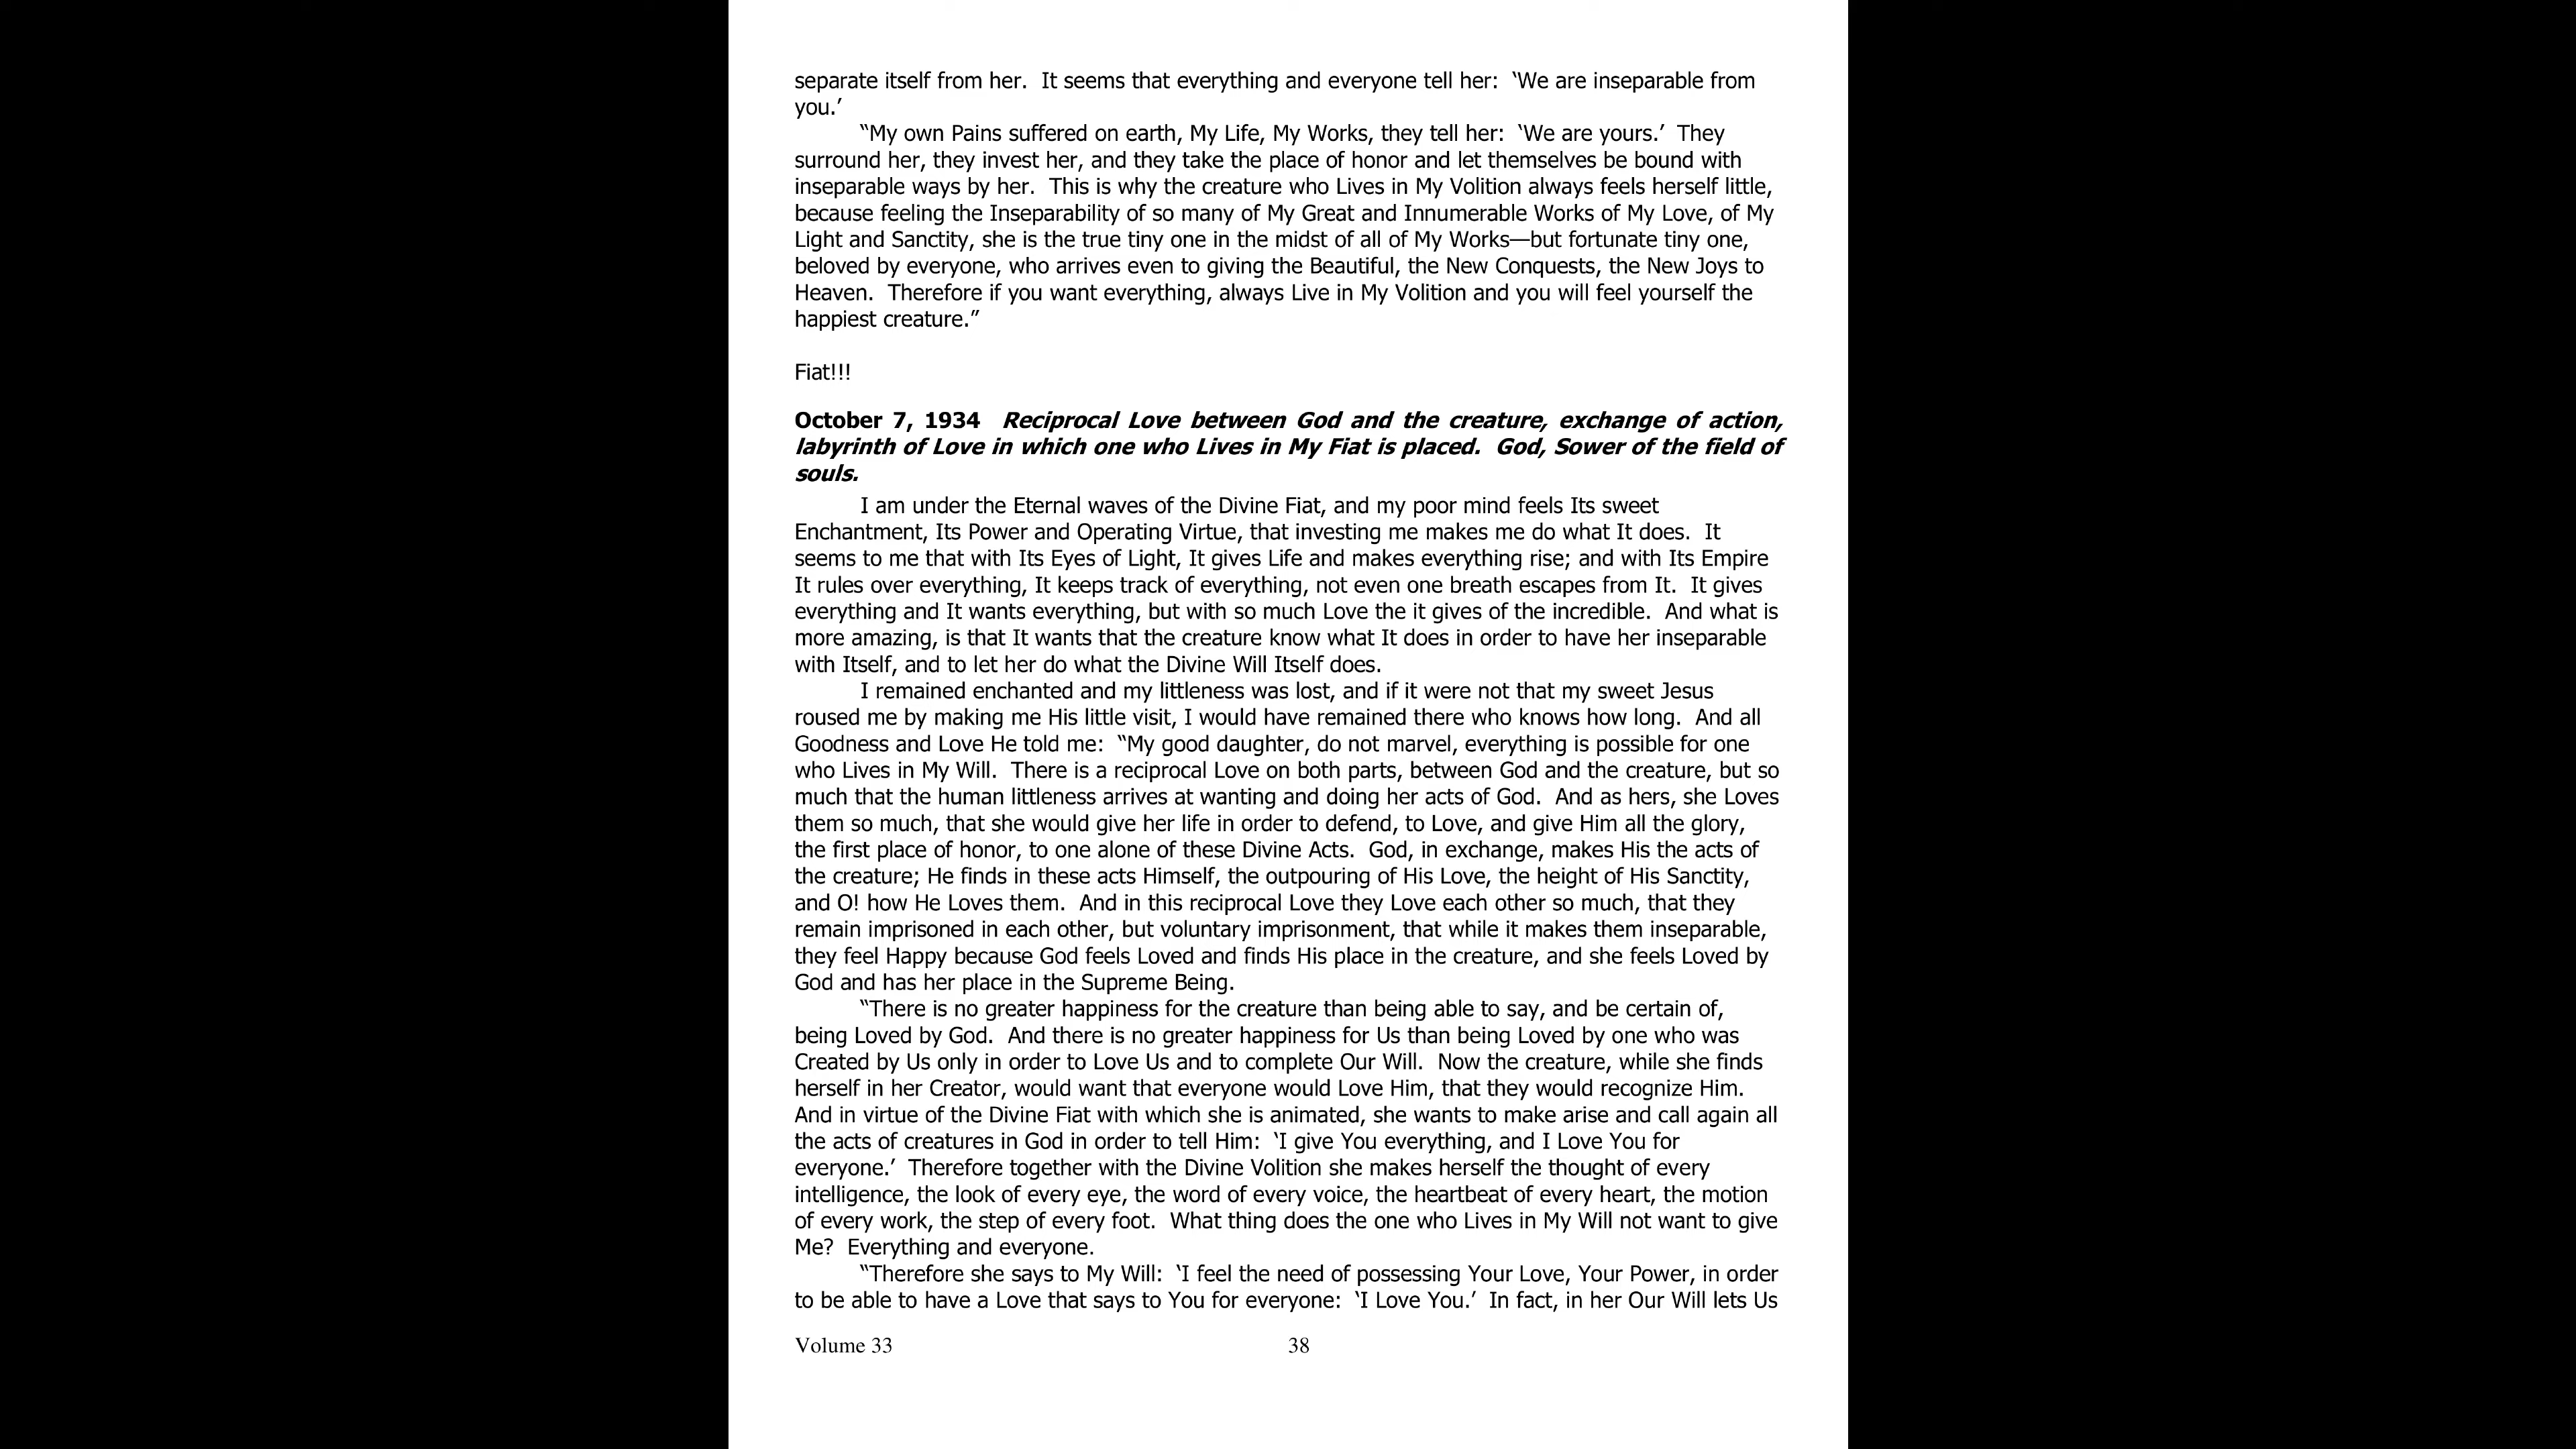 separate itself from her.  It seems that everything and everyone tell her:  ‘We are inseparable from
you.’
“My own Pains suffered on earth, My Life, My Works, they tell her:  ‘We are yours.’  They
surround her, they invest her, and they take the place of honor and let themselves be bound with
inseparable ways by her.  This is why the creature who Lives in My Volition always feels herself little,
because feeling the Inseparability of so many of My Great and Innumerable Works of My Love, of My
Light and Sanctity, she is the true tiny one in the midst of all of My Works—but fortunate tiny one,
beloved by everyone, who arrives even to giving the Beautiful, the New Conquests, the New Joys to
Heaven.  Therefore if you want everything, always Live in My Volition and you will feel yourself the
happiest creature.”
Fiat!!!
October 7, 1934  Reciprocal Love between God and the creature, exchange of action,
labyrinth of Love in which one who Lives in My Fiat is placed.  God, Sower of the field of
souls.
I am under the Eternal waves of the Divine Fiat, and my poor mind feels Its sweet
Enchantment, Its Power and Operating Virtue, that investing me makes me do what It does.  It
seems to me that with Its Eyes of Light, It gives Life and makes everything rise; and with Its Empire
It rules over everything, It keeps track of everything, not even one breath escapes from It.  It gives
everything and It wants everything, but with so much Love the it gives of the incredible.  And what is
more amazing, is that It wants that the creature know what It does in order to have her inseparable
with Itself, and to let her do what the Divine Will Itself does.
I remained enchanted and my littleness was lost, and if it were not that my sweet Jesus
roused me by making me His little visit, I would have remained there who knows how long.  And all
Goodness and Love He told me:  “My good daughter, do not marvel, everything is possible for one
who Lives in My Will.  There is a reciprocal Love on both parts, between God and the creature, but so
much that the human littleness arrives at wanting and doing her acts of God.  And as hers, she Loves
them so much, that she would give her life in order to defend, to Love, and give Him all the glory,
the first place of honor, to one alone of these Divine Acts.  God, in exchange, makes His the acts of
the creature; He finds in these acts Himself, the outpouring of His Love, the height of His Sanctity,
and O! how He Loves them.  And in this reciprocal Love they Love each other so much, that they
remain imprisoned in each other, but voluntary imprisonment, that while it makes them inseparable,
they feel Happy because God feels Loved and finds His place in the creature, and she feels Loved by
God and has her place in the Supreme Being.
“There is no greater happiness for the creature than being able to say, and be certain of,
being Loved by God.  And there is no greater happiness for Us than being Loved by one who was
Created by Us only in order to Love Us and to complete Our Will.  Now the creature, while she finds
herself in her Creator, would want that everyone would Love Him, that they would recognize Him.
And in virtue of the Divine Fiat with which she is animated, she wants to make arise and call again all
the acts of creatures in God in order to tell Him:  ‘I give You everything, and I Love You for
everyone.’  Therefore together with the Divine Volition she makes herself the thought of every
intelligence, the look of every eye, the word of every voice, the heartbeat of every heart, the motion
of every work, the step of every foot.  What thing does the one who Lives in My Will not want to give
Me?  Everything and everyone.
“Therefore she says to My Will:  ‘I feel the need of possessing Your Love, Your Power, in order
to be able to have a Love that says to You for everyone:  ‘I Love You.’  In fact, in her Our Will lets Us
Volume 33 38